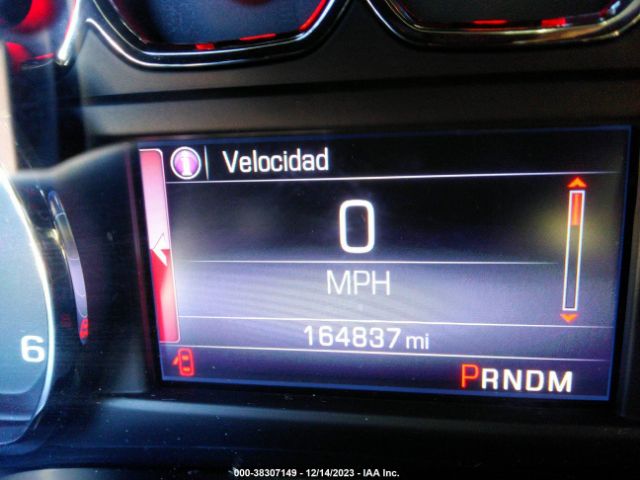 Velocidad
0
MPH
164837 mi
PRNDM
6
000-38307149 - 12/14/2023 - IAA Inc.